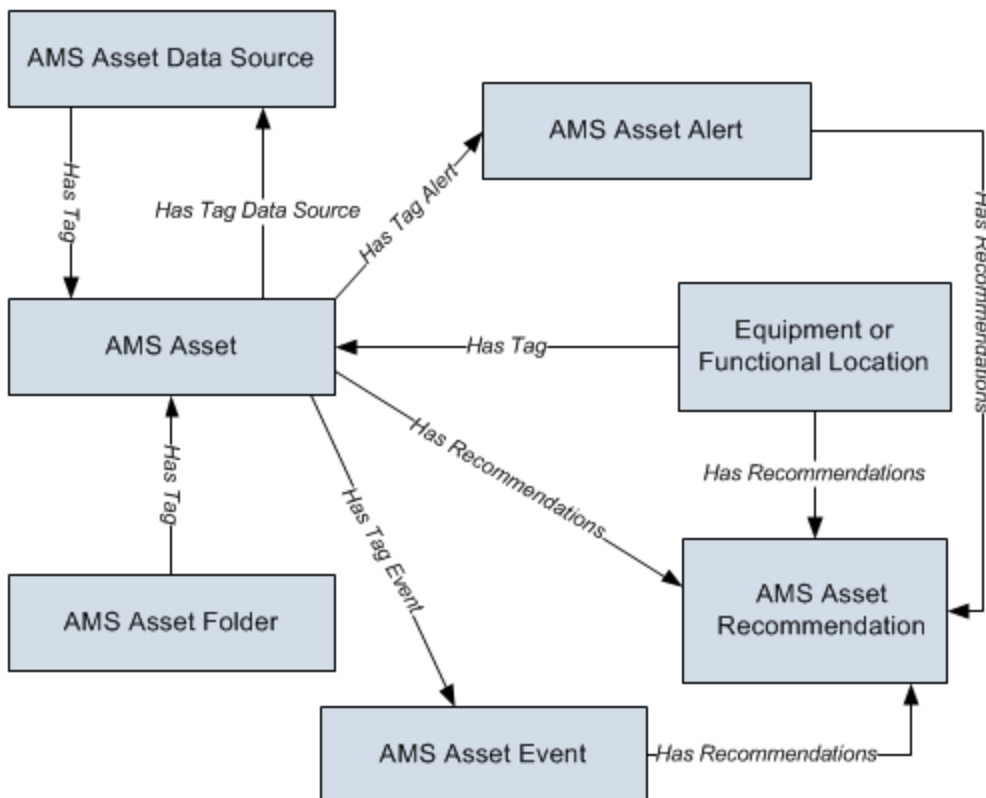 AMS Asset Data Source
AMS Asset Alert
Has Tag
Has Tag Data Source
Has Tag Alert
Has Recommendations
AMS Asset
Has Tag
Equipment or
Functional Location
Has Recommendations
Has Recommendations
Has Tag
Has Tag Event
AMS Asset Folder
AMS Asset
Recommendation
AMS Asset Event
Has Recommendations